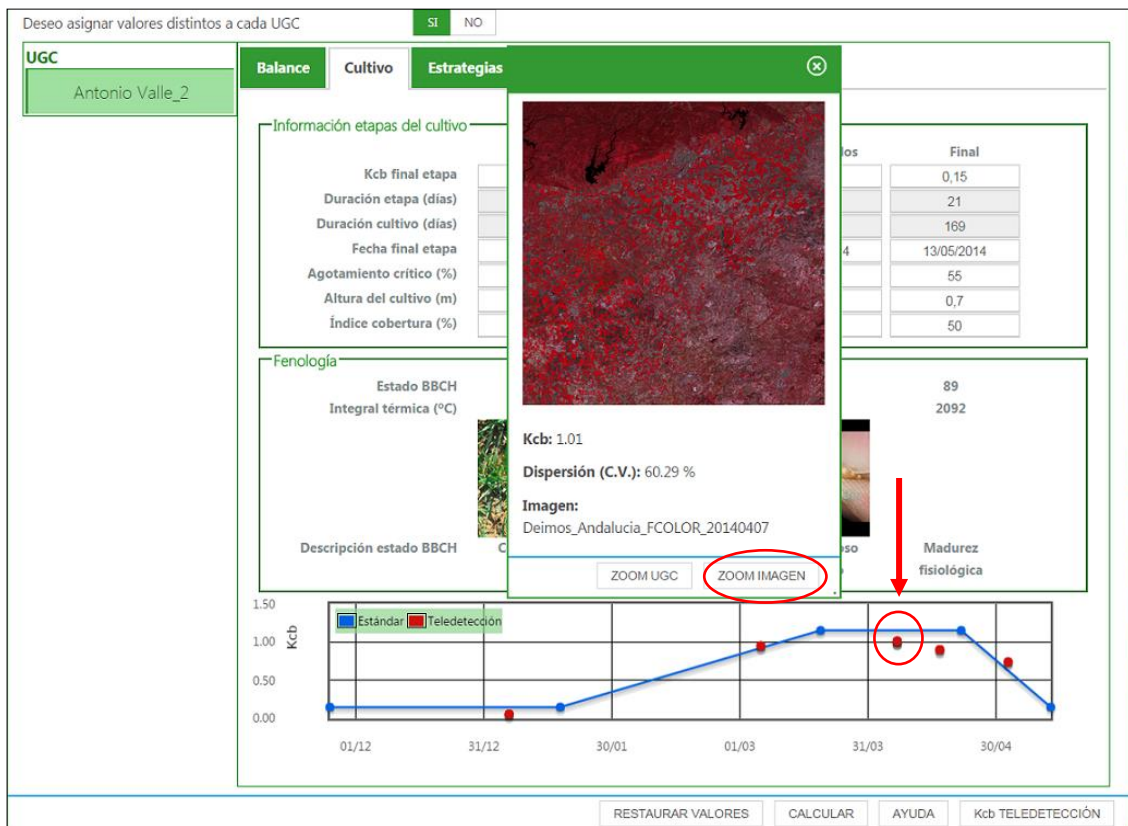 Deseo asignar valores distintos a cada UGC SI NO
UGC
Antonio Valle_2
Balance Cultivo Estrategias
Información etapas del cultivo
Final
Kcb final etapa 0,15
Duración etapa (días) 21
Duración cultivo (días) 169
Fecha final etapa 4 13/05/2014
Agotamiento crítico (%) 55
Altura del cultivo (m) 0,7
Índice cobertura (%) 50
Fenología
Estado BBCH 89
Integral térmica (ºC) 2092
Descripción estado BBCH Madurez
fisiológica
Kcb: 1.01
Dispersión (C.V.): 60.29 %
Imagen:
Deimos_Andalucia_FCOLOR_20140407
ZOOM UGC ZOOM IMAGEN
Kcb
Estándar Teledetección
1.50
1.00
0.50
0.00
01/12 31/12 30/01 01/03 31/03 30/04
RESTAURAR VALORES CALCULAR AYUDA Kcb TELEDETECCIÓN